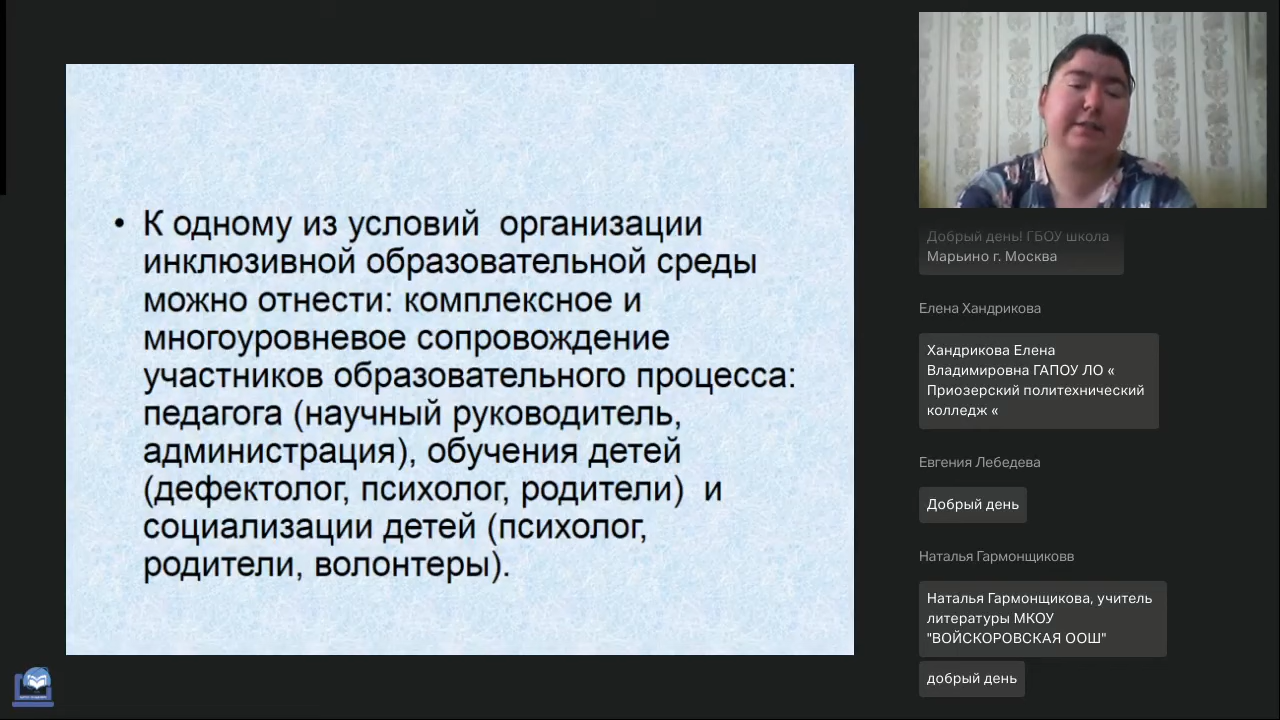 • К одному из условий организации
инклюзивной образовательной среды
можно отнести: комплексное и
многоуровневое сопровождение
участников образовательного процесса:
педагога (научный руководитель,
администрация), обучения детей
(дефектолог, психолог, родители) и
социализации детей (психолог,
родители, волонтеры).
Добрый день! ГБОУ школа
Марьино г. Москва
Елена Хандрикова
Хандрикова Елена
Владимировна ГАПОУ ЛО «
Приозерский политехнический
колледж «
Евгения Лебедева
Добрый день
Наталья Гармонщиковв
Наталья Гармонщикова, учитель
литературы МКОУ
"ВОЙСКОРОВСКАЯ ООШ"
добрый день